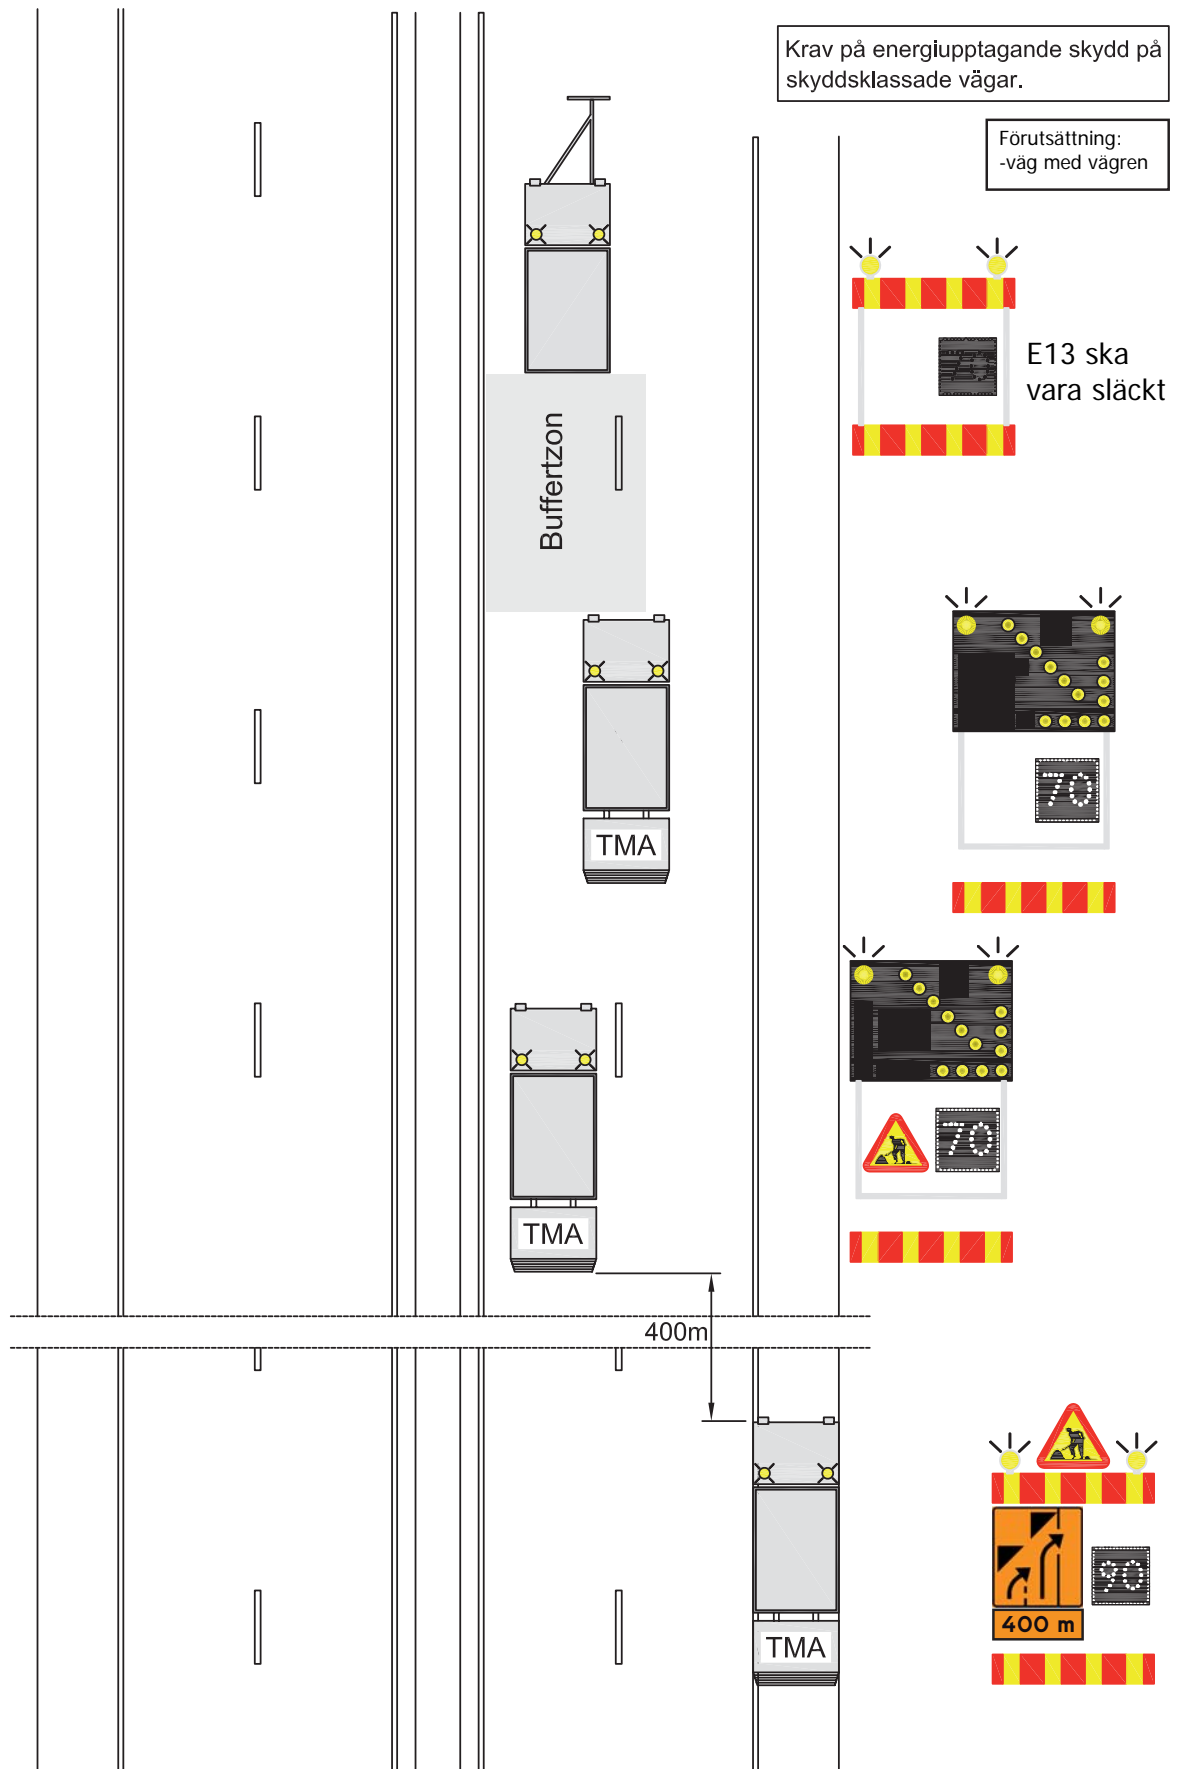 Krav på energiupptagande skydd på
skyddsklassade vägar.
Förutsättning:
-väg med vägren
E13 ska
vara släckt
Buffertzon
70
TMA
70
TMA
400m
90
400 m
TMA